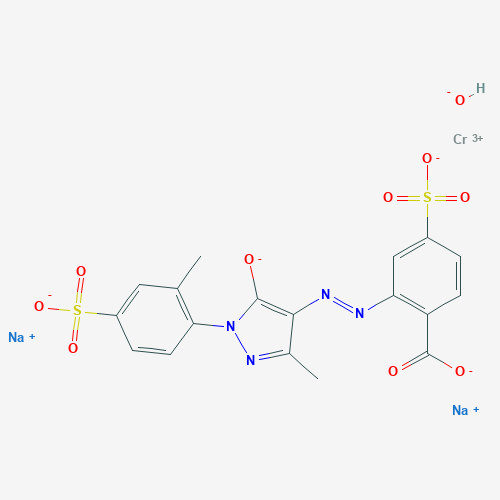 H
- O
Cr 3+
O -
O S O
O -
O
- O S
O
N
N
N
N
Na +
O O -
Na +